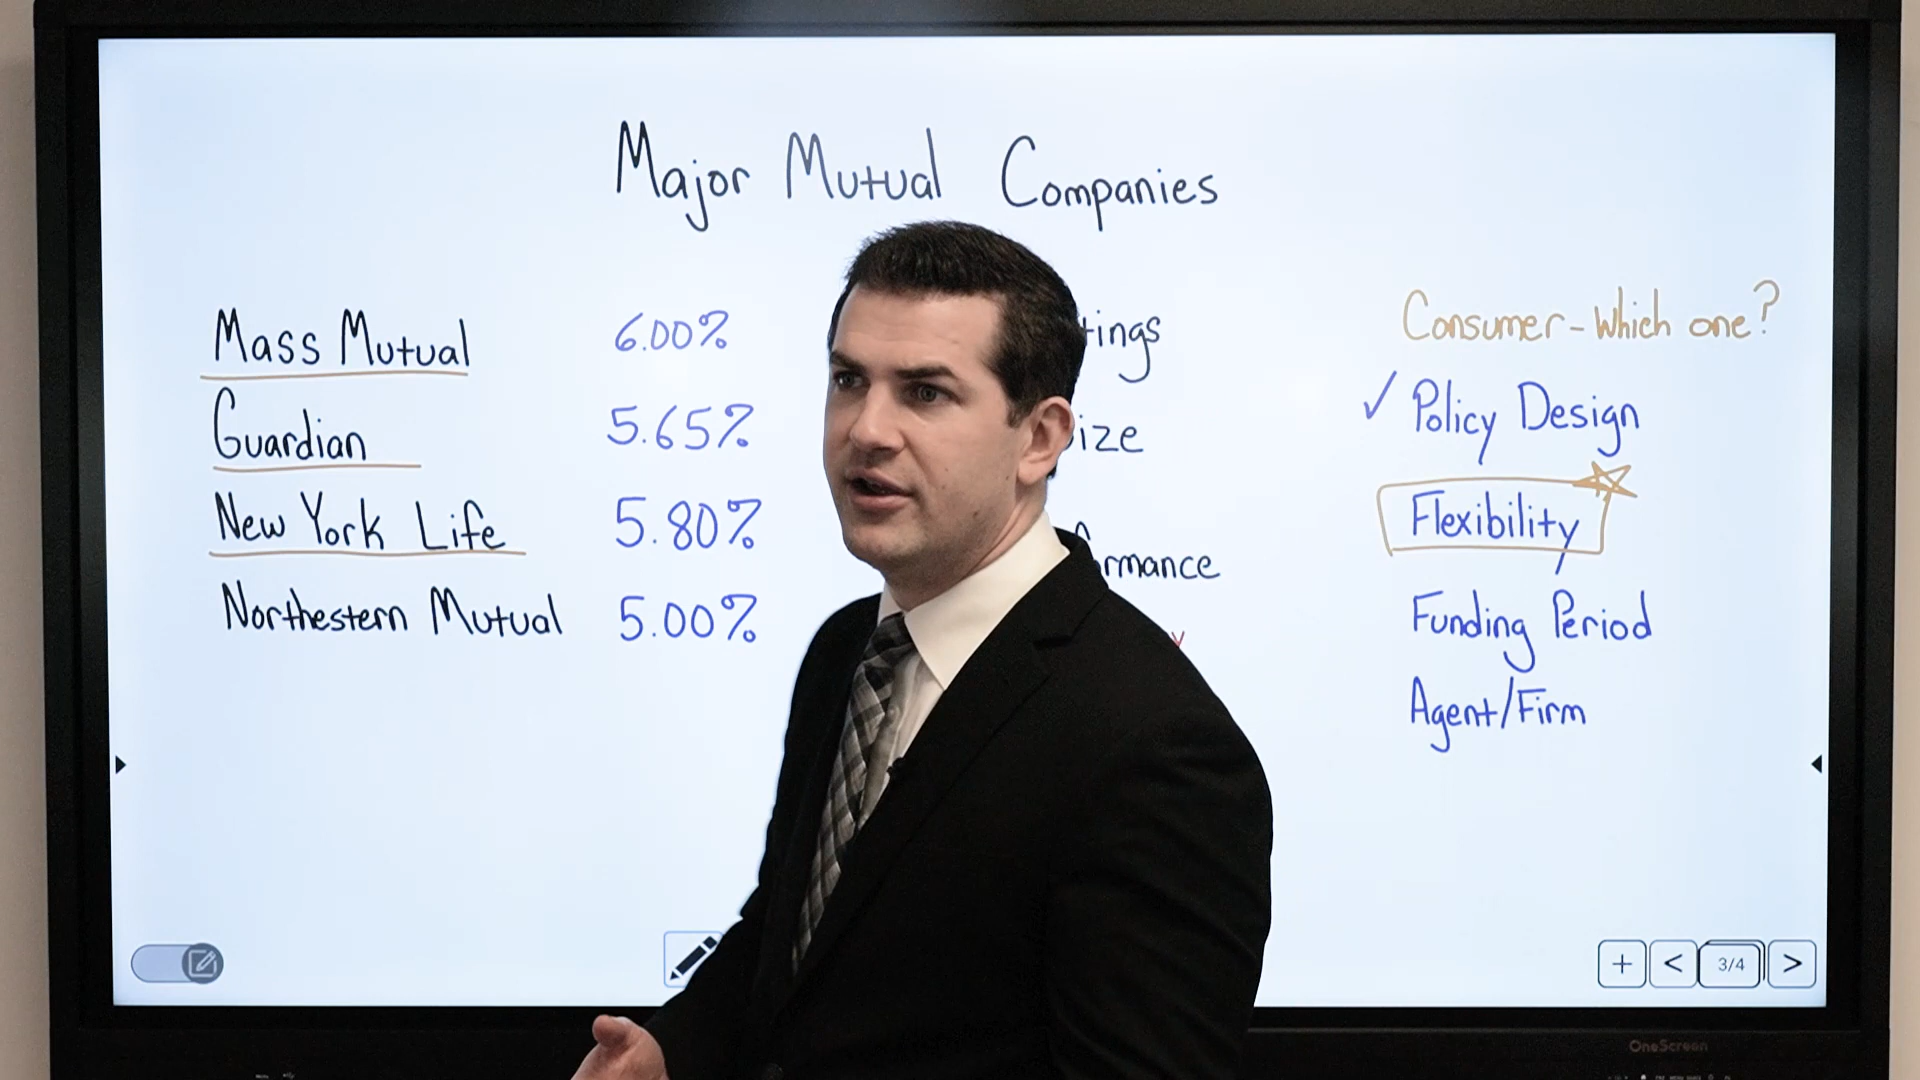 Major Mutual Companies
Mass Mutual 6.00%
Guardian 5.65%
New York Life 5.80%
Northestern Mutual 5.00%
tings
ize
rmance
Consumer - Which one?
✓ Policy Design
Flexibility
Funding Period
Agent/Firm
+ < 3/4 >
OneScreen